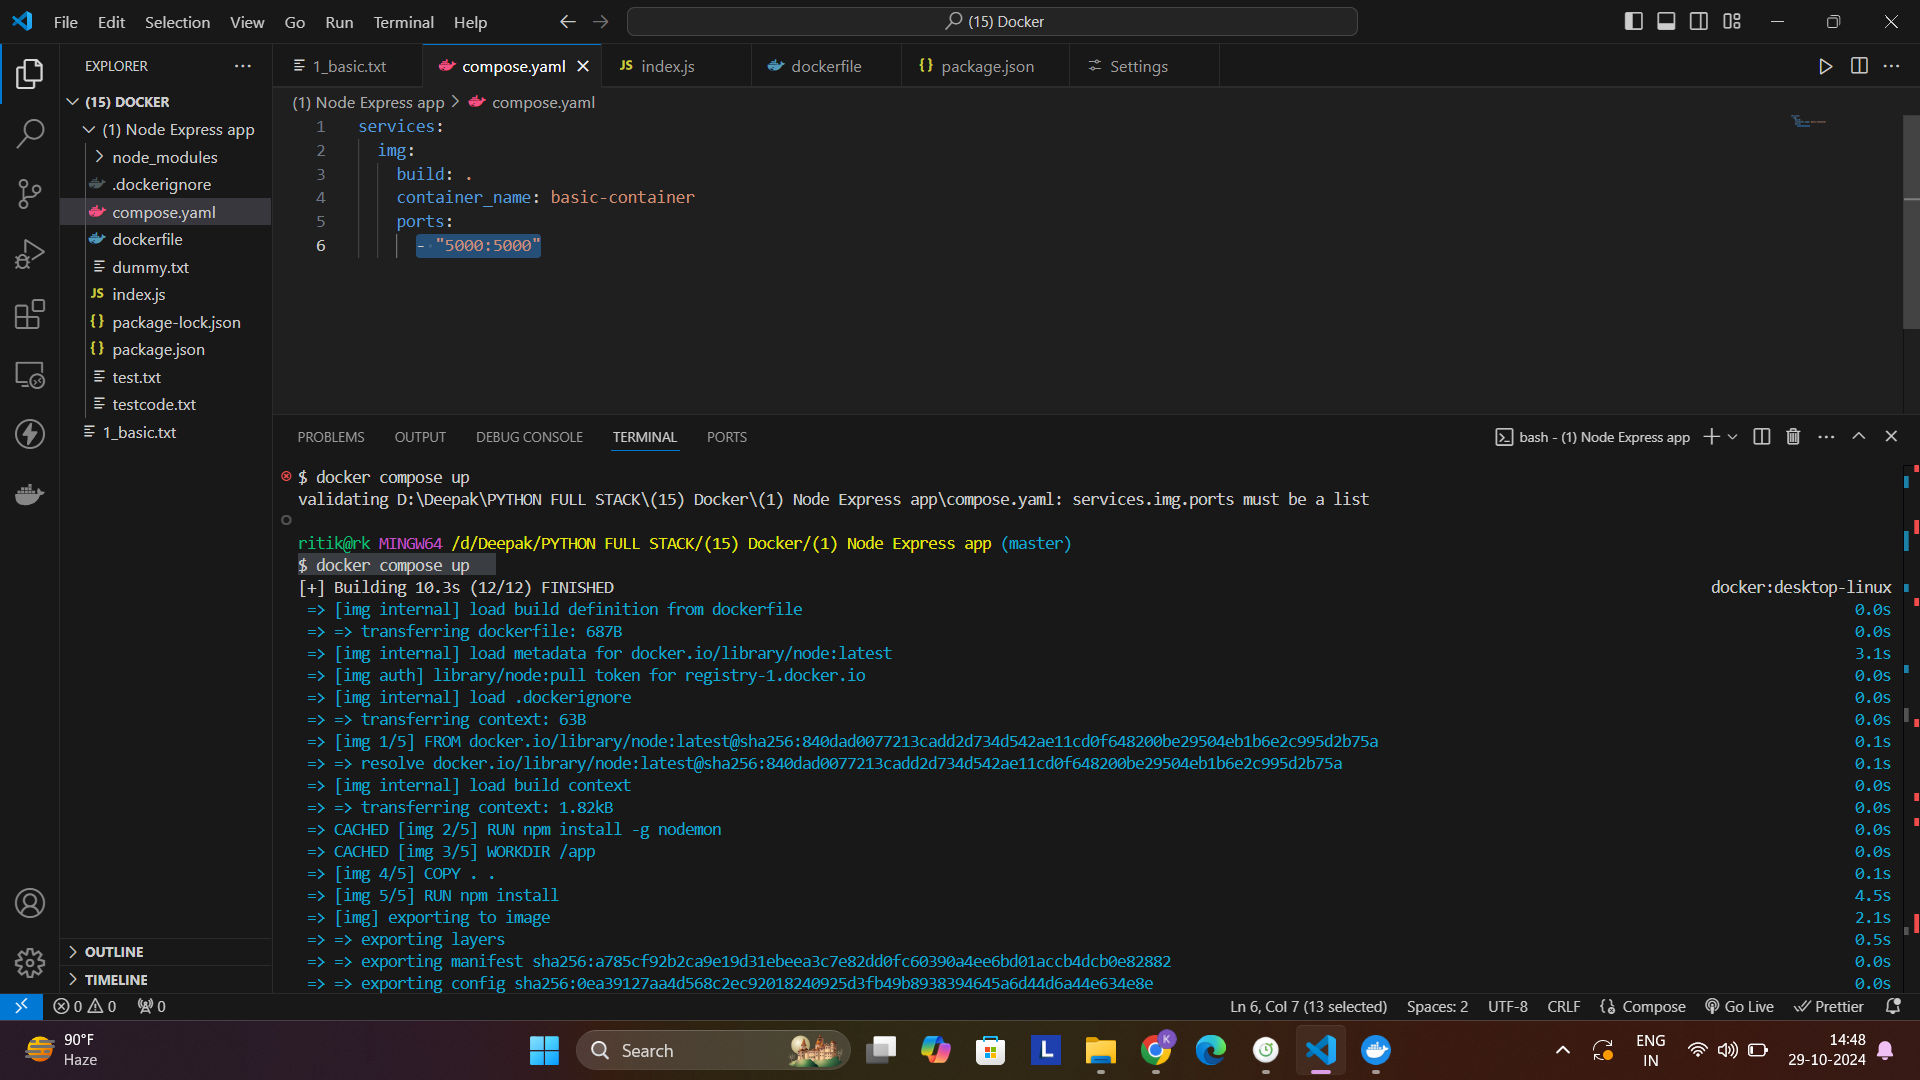 File Edit Selection View Go Run Terminal Help
(15) Docker
EXPLORER
(15) DOCKER
(1) Node Express app
node_modules
.dockerignore
compose.yaml
dockerfile
dummy.txt
JS index.js
{} package-lock.json
{} package.json
test.txt
testcode.txt
1_basic.txt
OUTLINE
TIMELINE
1_basic.txt compose.yaml JS index.js dockerfile {} package.json Settings
(1) Node Express app > compose.yaml
1 services:
2 img:
3 build: .
4 container_name: basic-container
5 ports:
6 - "5000:5000"
PROBLEMS OUTPUT DEBUG CONSOLE TERMINAL PORTS
bash - (1) Node Express app
$ docker compose up
validating D:\Deepak\PYTHON FULL STACK\(15) Docker\(1) Node Express app\compose.yaml: services.img.ports must be a list
ritik@rk MINGW64 /d/Deepak/PYTHON FULL STACK/(15) Docker/(1) Node Express app (master)
$ docker compose up
[+] Building 10.3s (12/12) FINISHED docker:desktop-linux
=> [img internal] load build definition from dockerfile 0.0s
=> => transferring dockerfile: 687B 0.0s
=> [img internal] load metadata for docker.io/library/node:latest 3.1s
=> [img auth] library/node:pull token for registry-1.docker.io 0.0s
=> [img internal] load .dockerignore 0.0s
=> => transferring context: 63B 0.0s
=> [img 1/5] FROM docker.io/library/node:latest@sha256:840dad0077213cadd2d734d542ae11cd0f648200be29504eb1b6e2c995d2b75a 0.1s
=> => resolve docker.io/library/node:latest@sha256:840dad0077213cadd2d734d542ae11cd0f648200be29504eb1b6e2c995d2b75a 0.1s
=> [img internal] load build context 0.0s
=> => transferring context: 1.82kB 0.0s
=> CACHED [img 2/5] RUN npm install -g nodemon 0.0s
=> CACHED [img 3/5] WORKDIR /app 0.0s
=> [img 4/5] COPY . . 0.1s
=> [img 5/5] RUN npm install 4.5s
=> [img] exporting to image 2.1s
=> => exporting layers 0.5s
=> => exporting manifest sha256:a785cf92b2ca9e19d31ebeea3c7e82dd0fc60390a4ee6bd01accb4dcb0e82882 0.0s
=> => exporting config sha256:0ea39127aa4d568c2ec92018240925d3fb49b8938394645a6d44d6a44e634e8e 0.0s
0 0 0 Ln 6, Col 7 (13 selected) Spaces: 2 UTF-8 CRLF {} Compose Go Live Prettier
90°F
Haze
Search
L
K
ENG
IN
14:48
29-10-2024